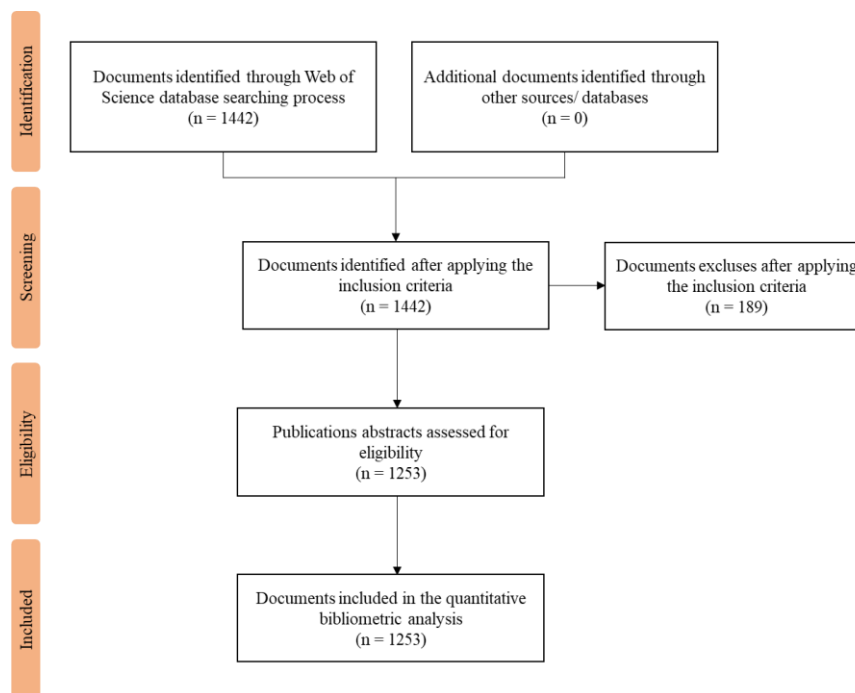 Identification
Documents identified through Web of
Science database searching process
(n = 1442)
Additional documents identified through
other sources/ databases
(n = 0)
Screening
Documents identified after applying the
inclusion criteria
(n = 1442)
Documents excluses after applying
the inclusion criteria
(n = 189)
Eligibility
Publications abstracts assessed for
eligibility
(n = 1253)
Included
Documents included in the quantitative
bibliometric analysis
(n = 1253)